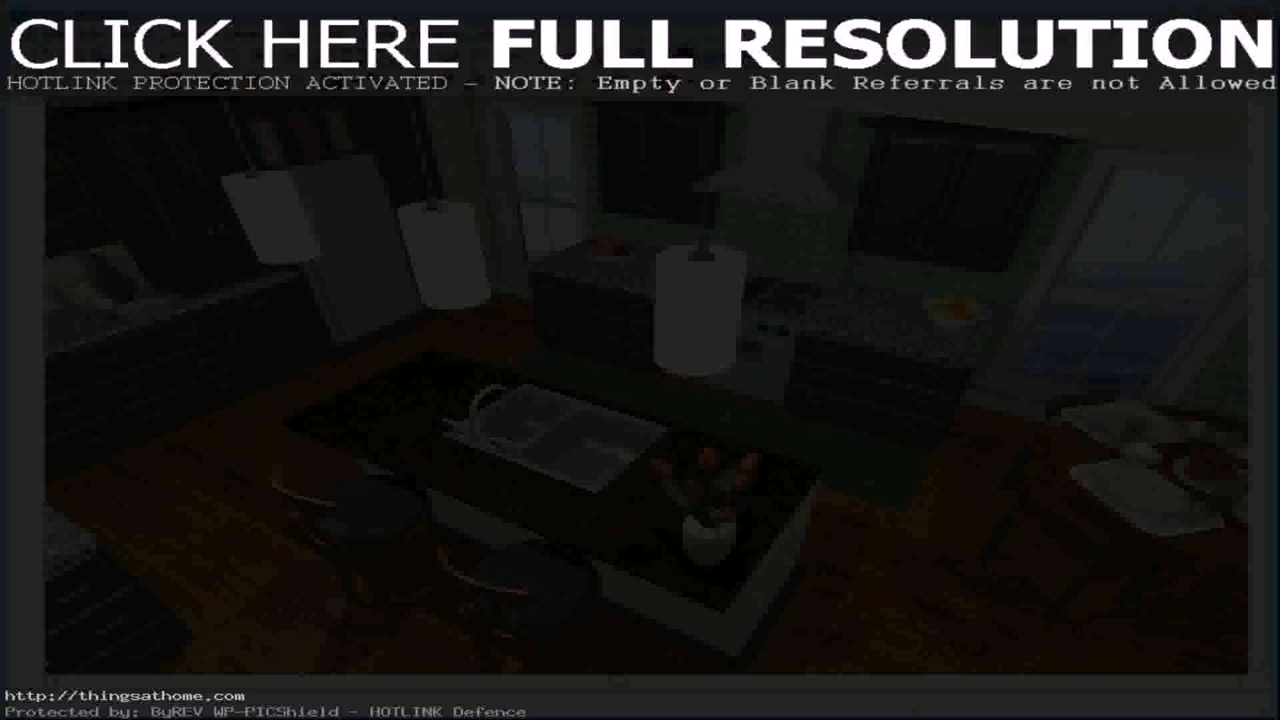 CLICK HERE FULL RESOLUTION
HOTLINK PROTECTION ACTIVATED - NOTE: Empty or Blank Referrals are not Allowed
http://thingsathome.com
Protected by: ByREV WP-PICShield - HOTLINK Defence